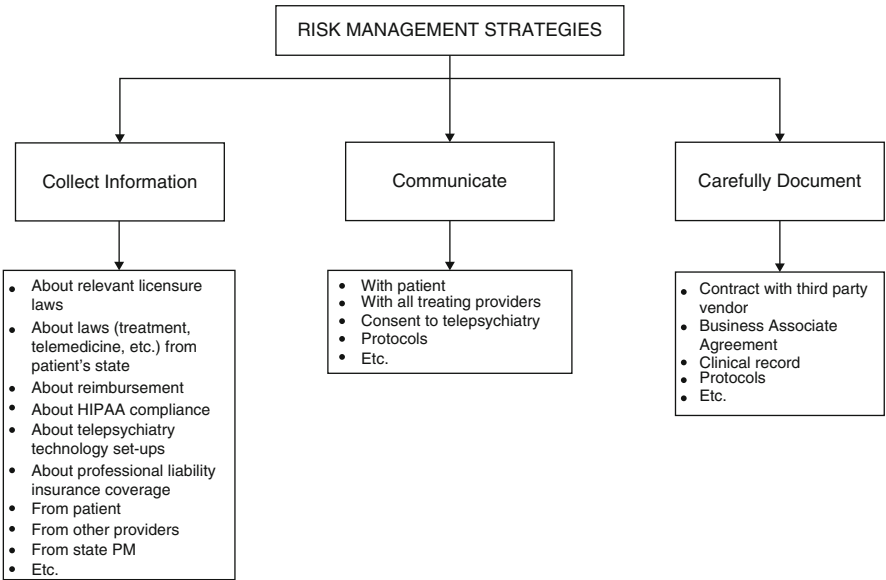 RISK MANAGEMENT STRATEGIES
Collect Information
Communicate
Carefully Document
• About relevant licensure
laws
• About laws (treatment,
telemedicine, etc.) from
patient's state
• About reimbursement
• About HIPAA compliance
• About telepsychiatry
technology set-ups
• About professional liability
insurance coverage
• From patient
• From other providers
• From state PM
• Etc.
• With patient
• With all treating providers
• Consent to telepsychiatry
• Protocols
• Etc.
• Contract with third party
vendor
• Business Associate
Agreement
• Clinical record
• Protocols
• Etc.